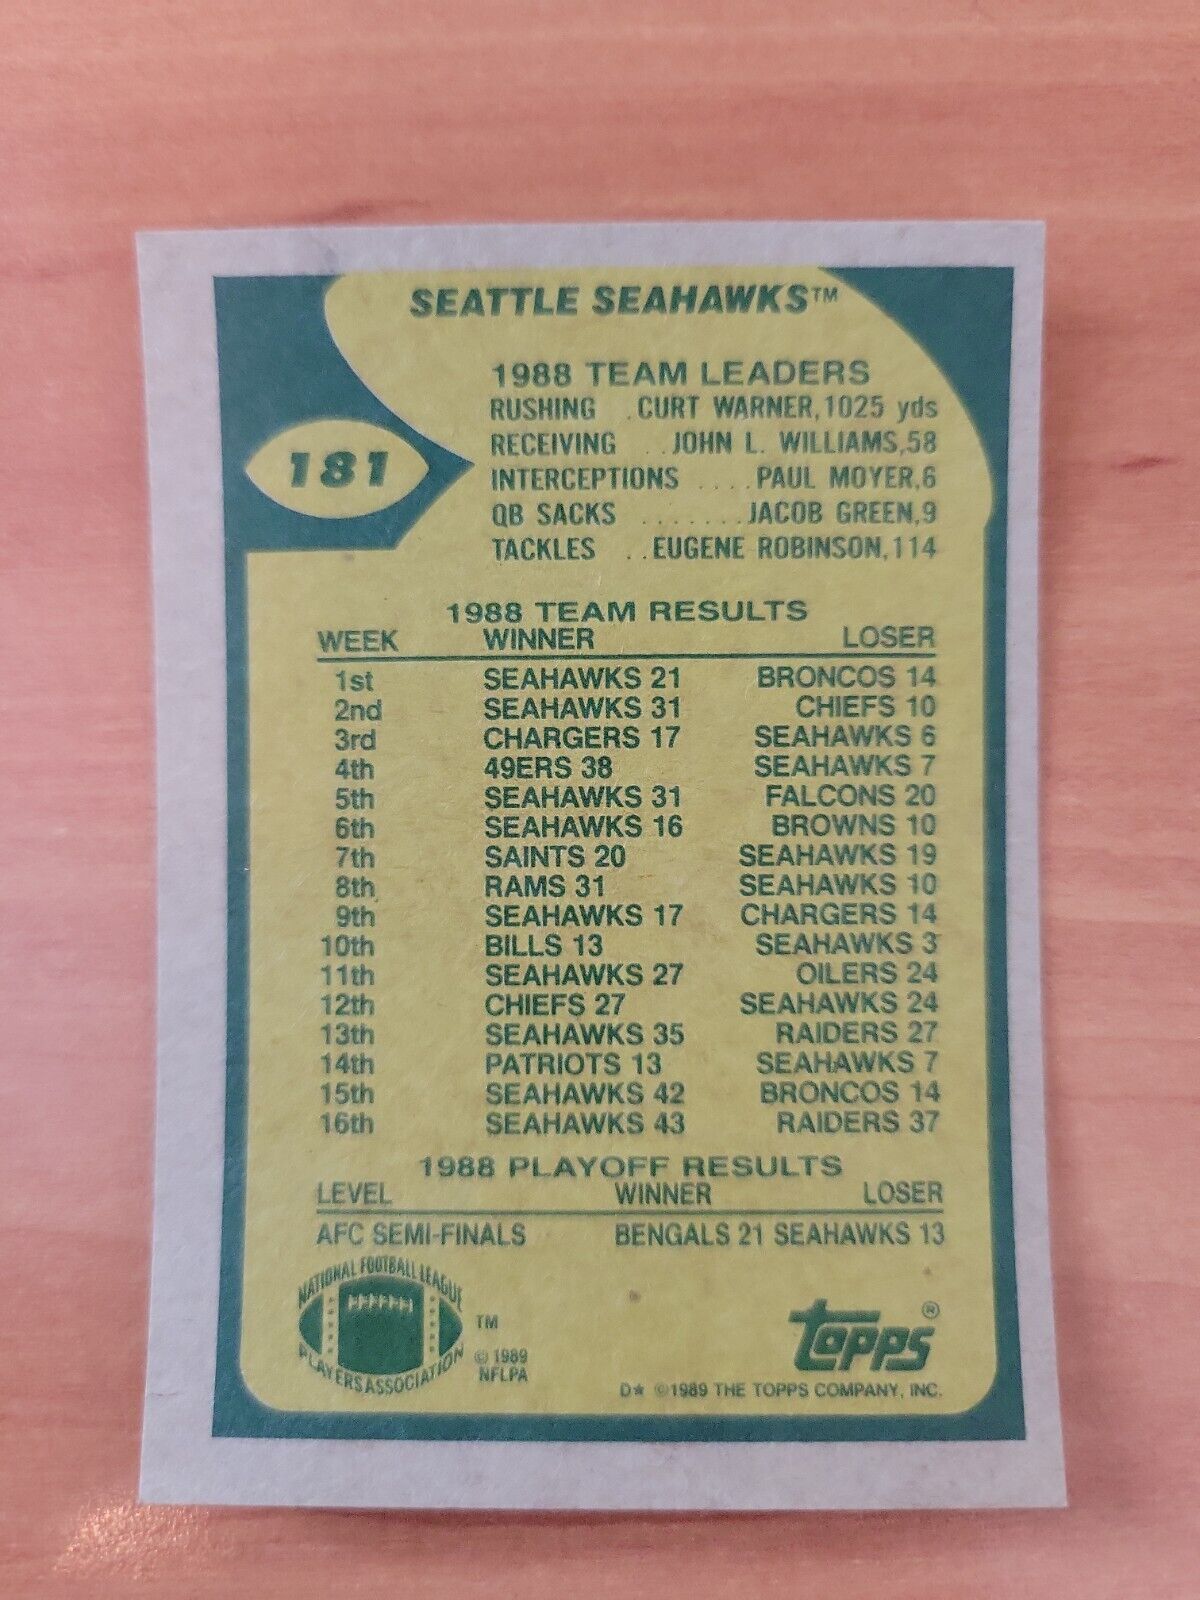 SEATTLE SEAHAWKS™
181
1988 TEAM LEADERS
RUSHING .CURT WARNER,1025 yds
RECEIVING ..JOHN L. WILLIAMS,58
INTERCEPTIONS ....PAUL MOYER,6
QB SACKS .......JACOB GREEN,9
TACKLES ..EUGENE ROBINSON,114
1988 TEAM RESULTS
WEEK WINNER LOSER
1st SEAHAWKS 21 BRONCOS 14
2nd SEAHAWKS 31 CHIEFS 10
3rd CHARGERS 17 SEAHAWKS 6
4th 49ERS 38 SEAHAWKS 7
5th SEAHAWKS 31 FALCONS 20
6th SEAHAWKS 16 BROWNS 10
7th SAINTS 20 SEAHAWKS 19
8th RAMS 31 SEAHAWKS 10
9th SEAHAWKS 17 CHARGERS 14
10th BILLS 13 SEAHAWKS 3
11th SEAHAWKS 27 OILERS 24
12th CHIEFS 27 SEAHAWKS 24
13th SEAHAWKS 35 RAIDERS 27
14th PATRIOTS 13 SEAHAWKS 7
15th SEAHAWKS 42 BRONCOS 14
16th SEAHAWKS 43 RAIDERS 37
1988 PLAYOFF RESULTS
LEVEL WINNER LOSER
AFC SEMI-FINALS BENGALS 21 SEAHAWKS 13
NATIONAL FOOTBALL LEAGUE
PLAYERS ASSOCIATION
™
© 1989
NFLPA
Topps®
D★ ©1989 THE TOPPS COMPANY, INC.